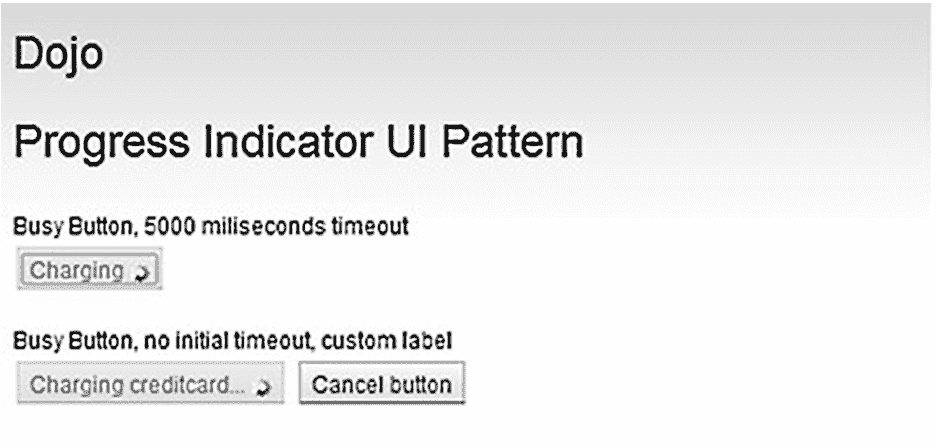 Dojo
Progress Indicator UI Pattern
Busy Button, 5000 miliseconds timeout
Charging
Busy Button, no initial timeout, custom label
Charging creditcard... Cancel button